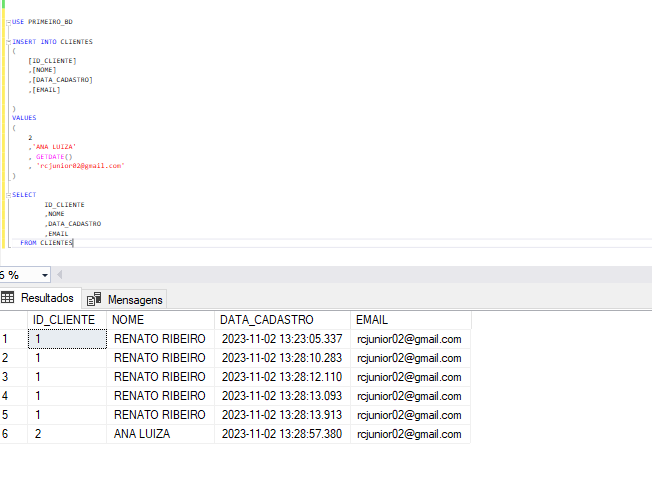 USE PRIMEIRO_BD
INSERT INTO CLIENTES
(
[ID_CLIENTE]
,[NOME]
,[DATA_CADASTRO]
,[EMAIL]
)
VALUES
(
2
,'ANA LUIZA'
, GETDATE()
, 'rcjunior02@gmail.com'
)
SELECT
ID_CLIENTE
,NOME
,DATA_CADASTRO
,EMAIL
FROM CLIENTES
6 %
Resultados Mensagens
ID_CLIENTE NOME DATA_CADASTRO EMAIL
1 1 RENATO RIBEIRO 2023-11-02 13:23:05.337 rcjunior02@gmail.com
2 1 RENATO RIBEIRO 2023-11-02 13:28:10.283 rcjunior02@gmail.com
3 1 RENATO RIBEIRO 2023-11-02 13:28:12.110 rcjunior02@gmail.com
4 1 RENATO RIBEIRO 2023-11-02 13:28:13.093 rcjunior02@gmail.com
5 1 RENATO RIBEIRO 2023-11-02 13:28:13.913 rcjunior02@gmail.com
6 2 ANA LUIZA 2023-11-02 13:28:57.380 rcjunior02@gmail.com